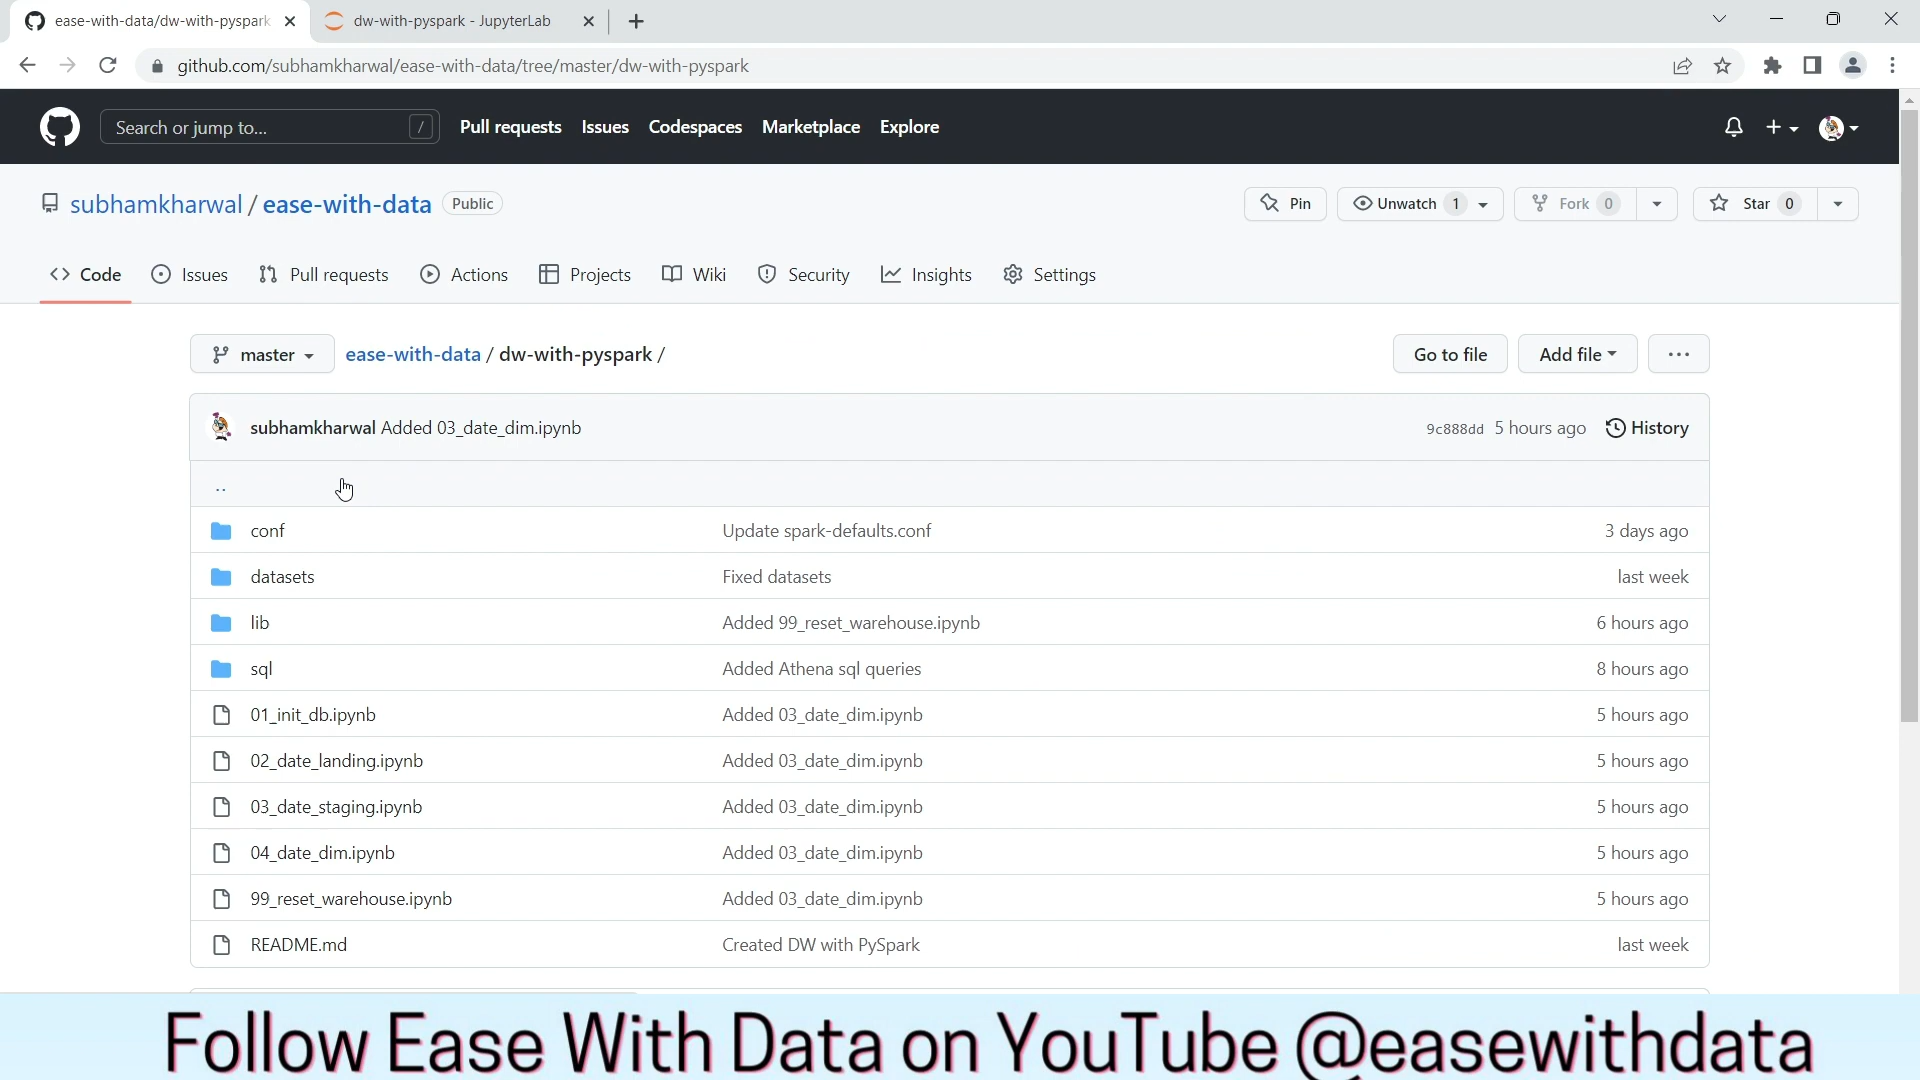 ease-with-data/dw-with-pyspark
dw-with-pyspark - JupyterLab
github.com/subhamkharwal/ease-with-data/tree/master/dw-with-pyspark
Search or jump to... /
Pull requests Issues Codespaces Marketplace Explore
subhamkharwal / ease-with-data Public
Pin Unwatch 1 Fork 0 Star 0
Code Issues Pull requests Actions Projects Wiki Security Insights Settings
master ease-with-data / dw-with-pyspark / Go to file Add file ...
subhamkharwal Added 03_date_dim.ipynb 9c888dd 5 hours ago History
..
conf Update spark-defaults.conf 3 days ago
datasets Fixed datasets last week
lib Added 99_reset_warehouse.ipynb 6 hours ago
sql Added Athena sql queries 8 hours ago
01_init_db.ipynb Added 03_date_dim.ipynb 5 hours ago
02_date_landing.ipynb Added 03_date_dim.ipynb 5 hours ago
03_date_staging.ipynb Added 03_date_dim.ipynb 5 hours ago
04_date_dim.ipynb Added 03_date_dim.ipynb 5 hours ago
99_reset_warehouse.ipynb Added 03_date_dim.ipynb 5 hours ago
README.md Created DW with PySpark last week
Follow Ease With Data on YouTube @easewithdata